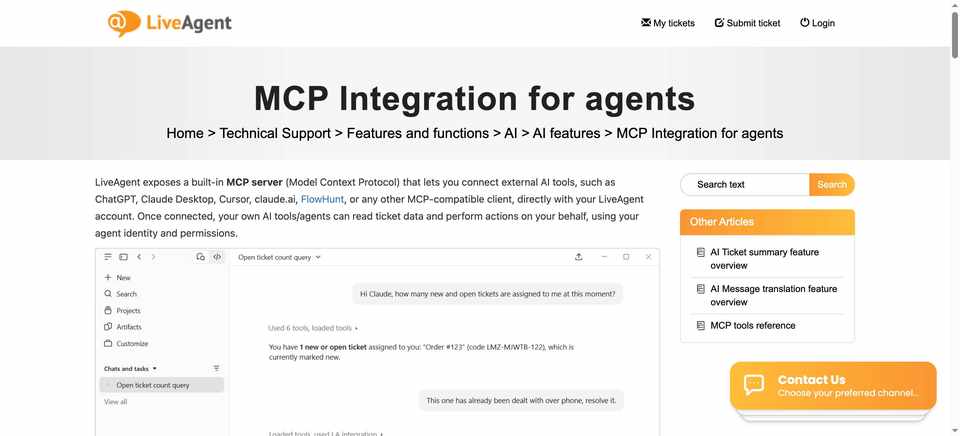 LiveAgent
My tickets
Submit ticket
Login
MCP Integration for agents
Home > Technical Support > Features and functions > AI > AI features > MCP Integration for agents
LiveAgent exposes a built-in MCP server (Model Context Protocol) that lets you connect external AI tools, such as
ChatGPT, Claude Desktop, Cursor, claude.ai, FlowHunt, or any other MCP-compatible client, directly with your LiveAgent
account. Once connected, your own AI tools/agents can read ticket data and perform actions on your behalf, using your
agent identity and permissions.
Search text
Search
Other Articles
AI Ticket summary feature
overview
AI Message translation feature
overview
MCP tools reference
Open ticket count query
New
Search
Projects
Artifacts
Customize
Chats and tasks
Open ticket count query
View all
Hi Claude, how many new and open tickets are assigned to me at this moment?
Used 6 tools, loaded tools
You have 1 new or open ticket assigned to you: "Order #123" (code LMZ-MJWTB-122), which is
currently marked new.
This one has already been dealt with over phone, resolve it.
Loaded tools, used LA integration
Contact Us
Choose your preferred channel...